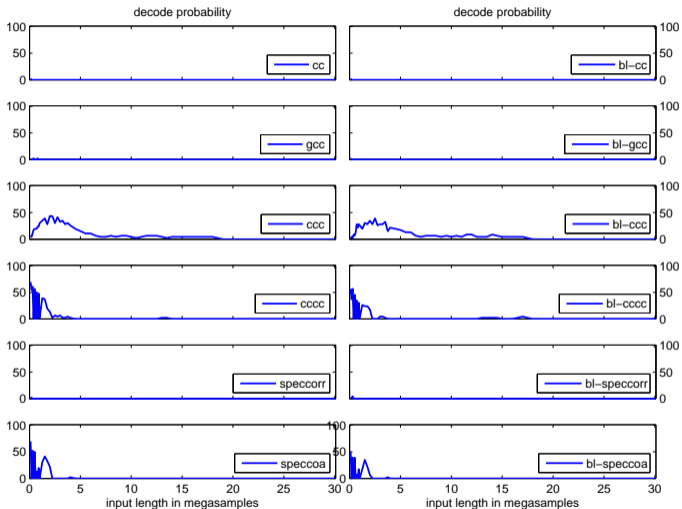 decode probability decode probability
100 100
50 cc bl−cc 50
0 0
100 100
50 gcc bl−gcc 50
0 0
100 100
50 ccc bl−ccc 50
0 0
100 100
50 cccc bl−cccc 50
0 0
100 100
50 speccorr bl−speccorr 50
0 0
100 100
50 speccoa 50 bl−speccoa
0
0 5 10 15 20 25 30 0 5 10 15 20 25 30
input length in megasamples input length in megasamples